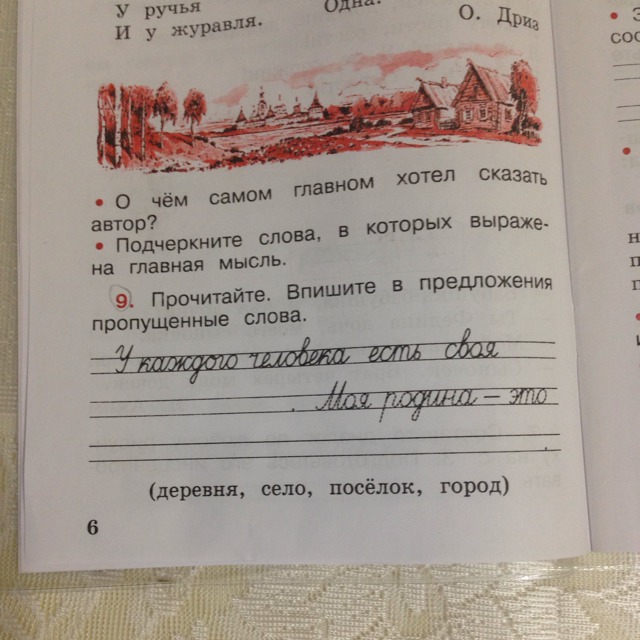 У ручья
И у журавля.
Одна.
О. Дриз
• О чём самом главном хотел сказать
автор?
• Подчеркните слова, в которых выраже-
на главная мысль.
9. Прочитайте. Впишите в предложения
пропущенные слова.
У каждого человека есть своя
. Моя родина — это
.
(деревня, село, посёлок, город)
6